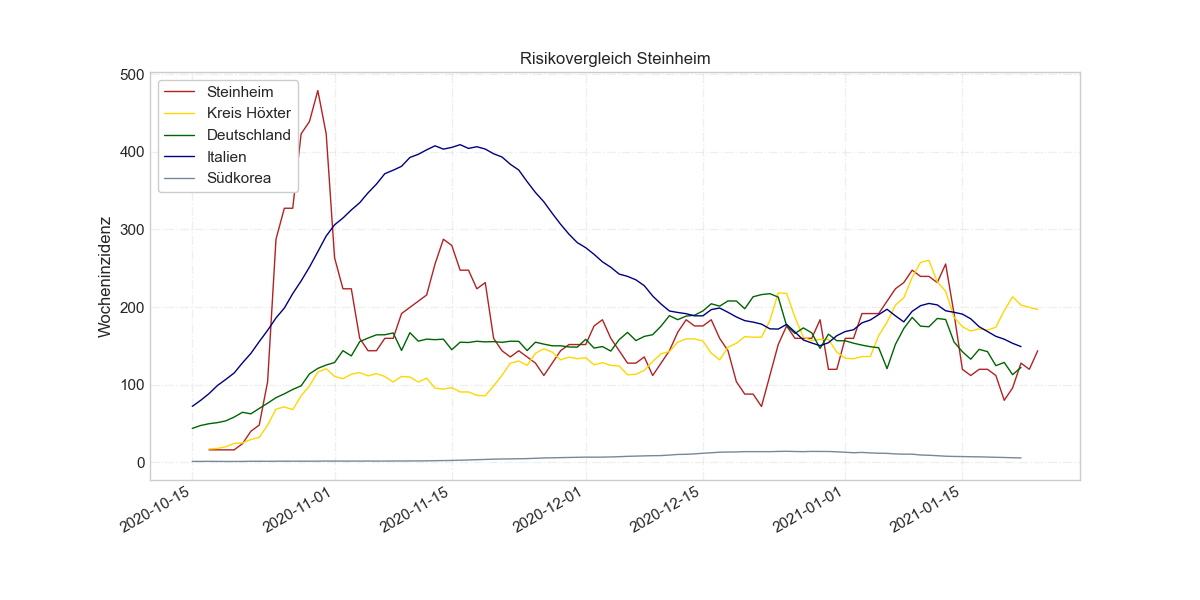 Risikovergleich Steinheim
Wocheninzidenz
500
400
300
200
100
0
Steinheim
Kreis Höxter
Deutschland
Italien
Südkorea
2020-10-15
2020-11-01
2020-11-15
2020-12-01
2020-12-15
2021-01-01
2021-01-15